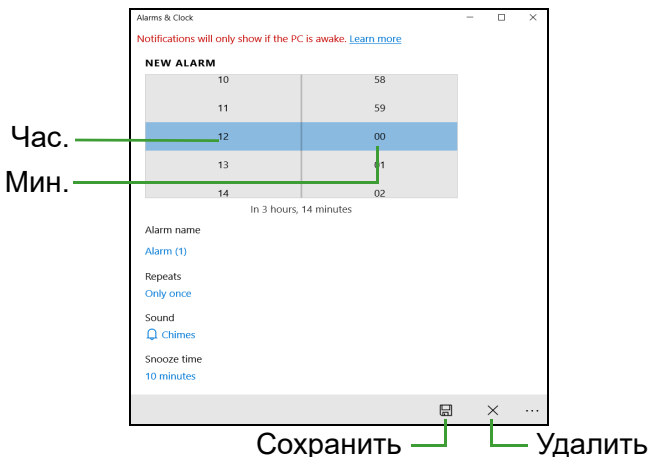 Alarms & Clock
Notifications will only show if the PC is awake. Learn more
NEW ALARM
10 58
11 59
Час. 12 00
13 01
Мин.
14 02
In 3 hours, 14 minutes
Alarm name
Alarm (1)
Repeats
Only once
Sound
Chimes
Snooze time
10 minutes
...
Сохранить Удалить